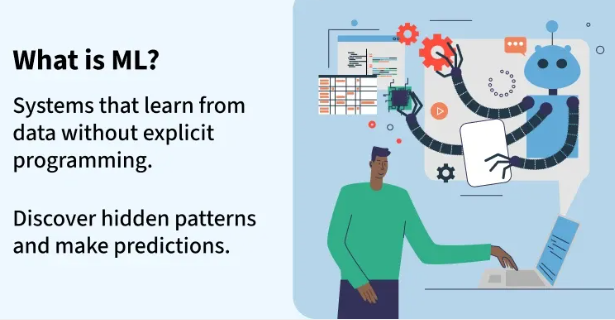 What is ML?
Systems that learn from
data without explicit
programming.
Discover hidden patterns
and make predictions.